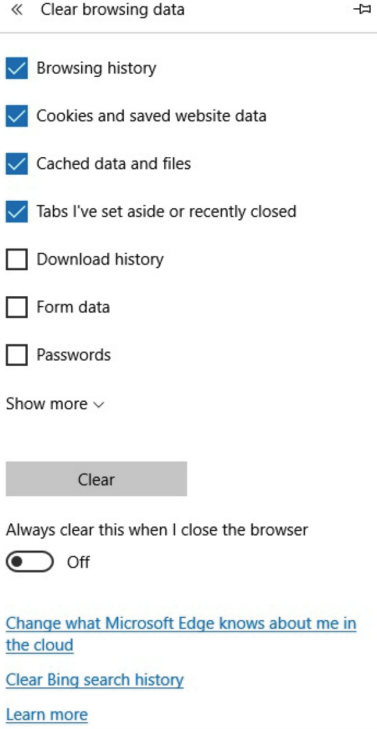 Clear browsing data
Browsing history
Cookies and saved website data
Cached data and files
Tabs I've set aside or recently closed
Download history
Form data
Passwords
Show more
Clear
Always clear this when I close the browser
Off
Change what Microsoft Edge knows about me in
the cloud
Clear Bing search history
Learn more